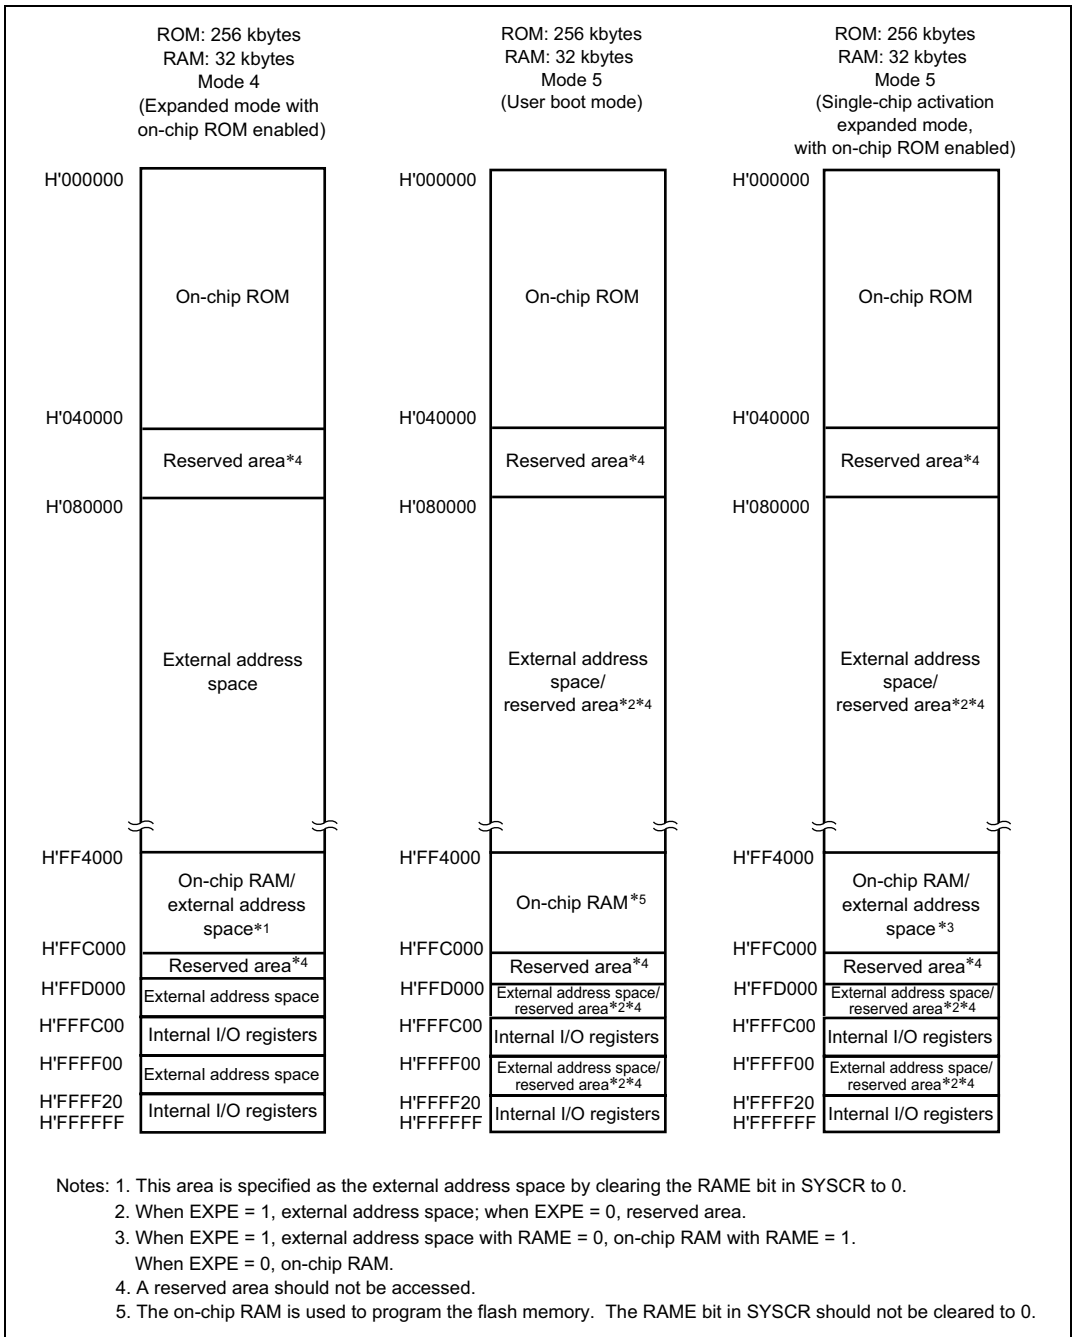 ROM: 256 kbytes
RAM: 32 kbytes
Mode 4
(Expanded mode with
on-chip ROM enabled)
H'000000
On-chip ROM
H'040000
Reserved area*4
H'080000
External address
space
H'FF4000
On-chip RAM/
external address
space*1
H'FFC000
Reserved area*4
H'FFD000
External address space
H'FFFC00
Internal I/O registers
H'FFFF00
External address space
H'FFFF20
Internal I/O registers
H'FFFFFF
ROM: 256 kbytes
RAM: 32 kbytes
Mode 5
(User boot mode)
H'000000
On-chip ROM
H'040000
Reserved area*4
H'080000
External address
space/
reserved area*2*4
H'FF4000
On-chip RAM*5
H'FFC000
Reserved area*4
H'FFD000
External address space/
reserved area*2*4
H'FFFC00
Internal I/O registers
H'FFFF00
External address space/
reserved area*2*4
H'FFFF20
Internal I/O registers
H'FFFFFF
ROM: 256 kbytes
RAM: 32 kbytes
Mode 5
(Single-chip activation
expanded mode,
with on-chip ROM enabled)
H'000000
On-chip ROM
H'040000
Reserved area*4
H'080000
External address
space/
reserved area*2*4
H'FF4000
On-chip RAM/
external address
space*3
H'FFC000
Reserved area*4
H'FFD000
External address space/
reserved area*2*4
H'FFFC00
Internal I/O registers
H'FFFF00
External address space/
reserved area*2*4
H'FFFF20
Internal I/O registers
H'FFFFFF
Notes: 1. This area is specified as the external address space by clearing the RAME bit in SYSCR to 0.
2. When EXPE = 1, external address space; when EXPE = 0, reserved area.
3. When EXPE = 1, external address space with RAME = 0, on-chip RAM with RAME = 1.
When EXPE = 0, on-chip RAM.
4. A reserved area should not be accessed.
5. The on-chip RAM is used to program the flash memory. The RAME bit in SYSCR should not be cleared to 0.